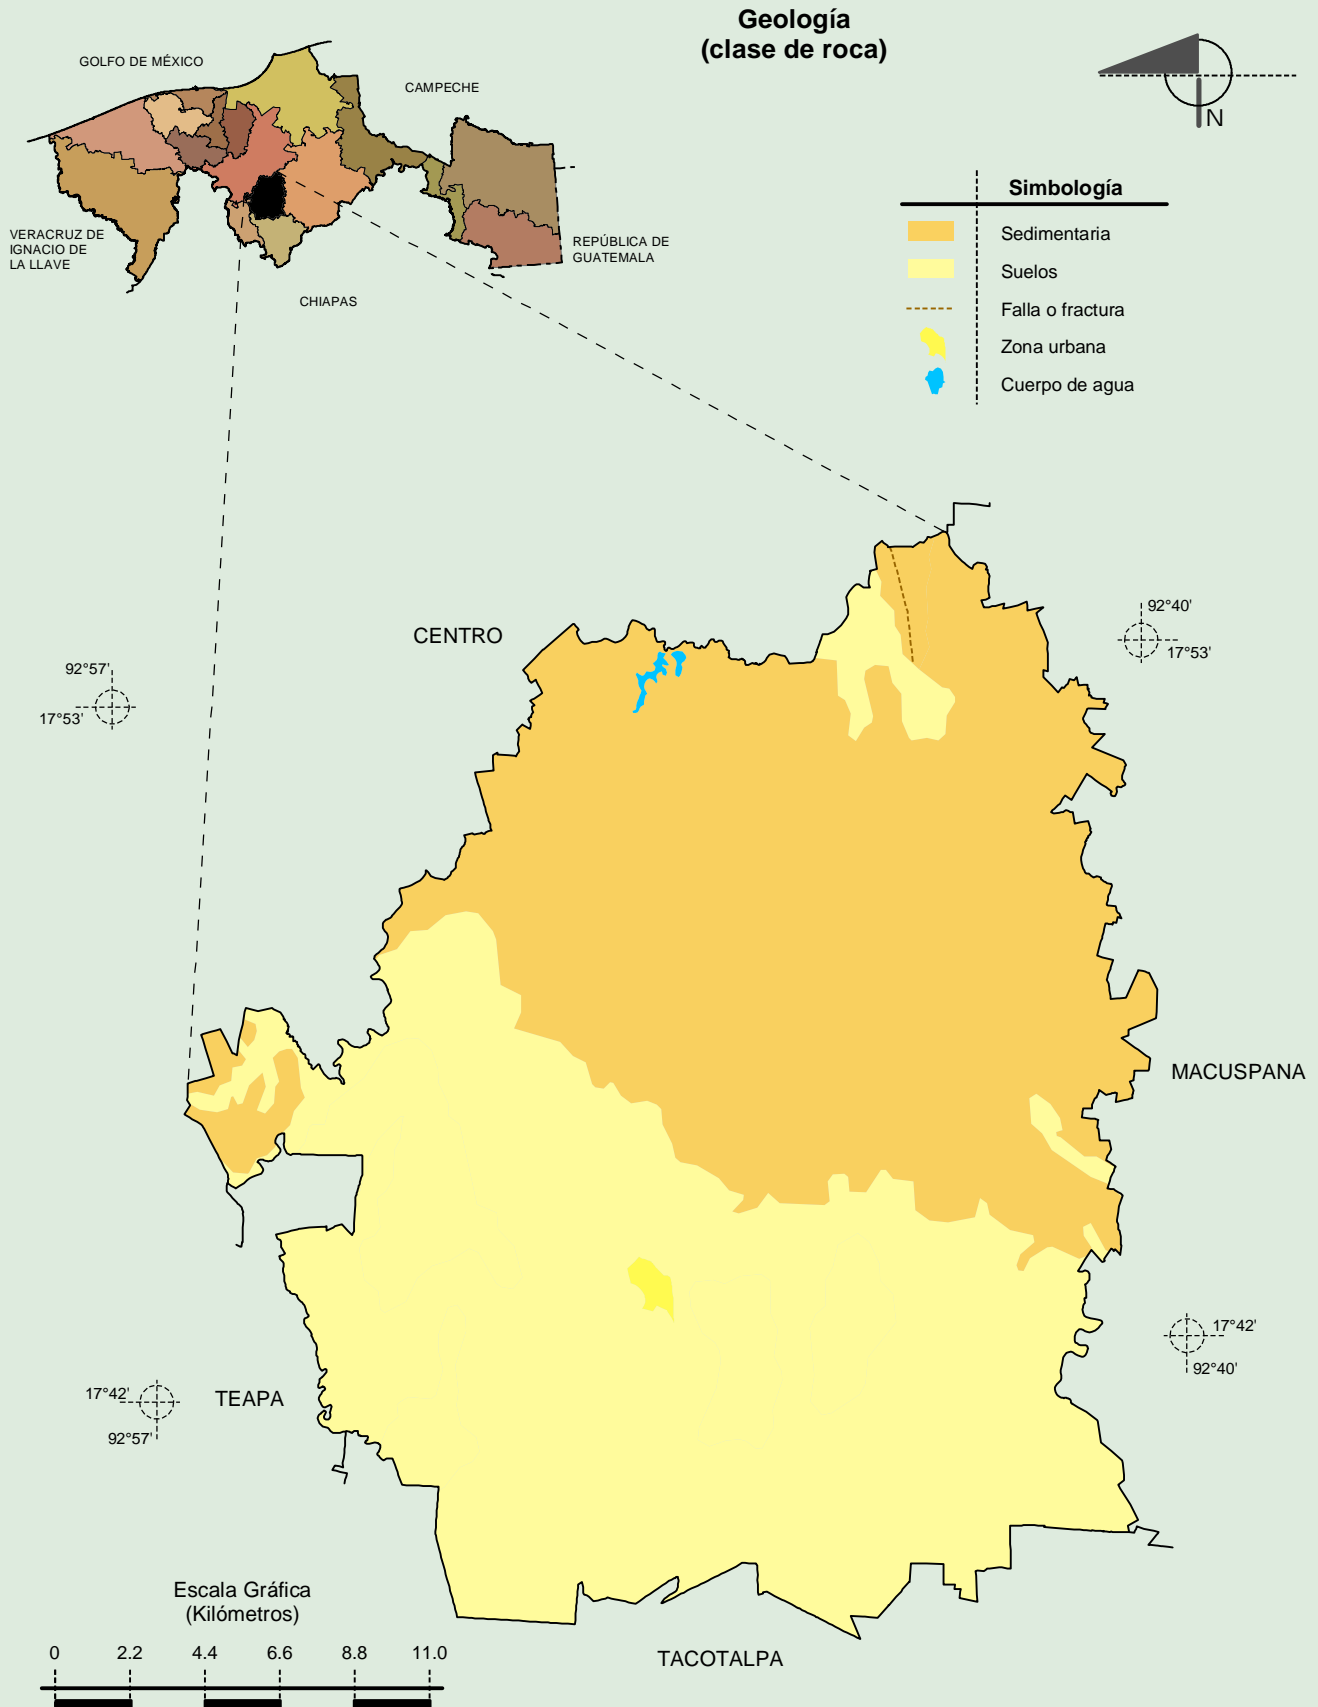 Geología
(clase de roca)
GOLFO DE MÉXICO
CAMPECHE
N
VERACRUZ DE
IGNACIO DE
LA LLAVE
REPÚBLICA DE
GUATEMALA
CHIAPAS
Simbología
Sedimentaria
Suelos
Falla o fractura
Zona urbana
Cuerpo de agua
CENTRO
92°40'
17°53'
92°57'
17°53'
MACUSPANA
17°42'
92°40'
17°42'
92°57'
TEAPA
TACOTALPA
Escala Gráfica
(Kilómetros)
0 2.2 4.4 6.6 8.8 11.0